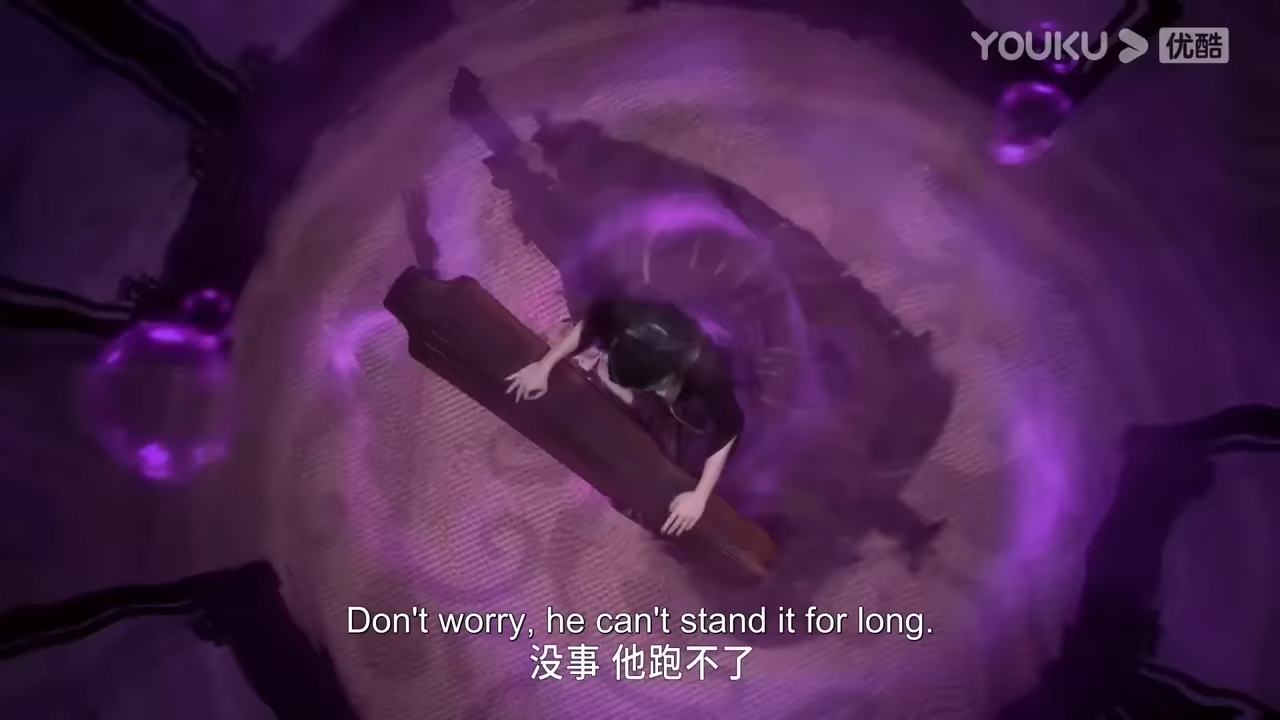 YOUKU 优酷
Don't worry, he can't stand it for long.
没事 他跑不了